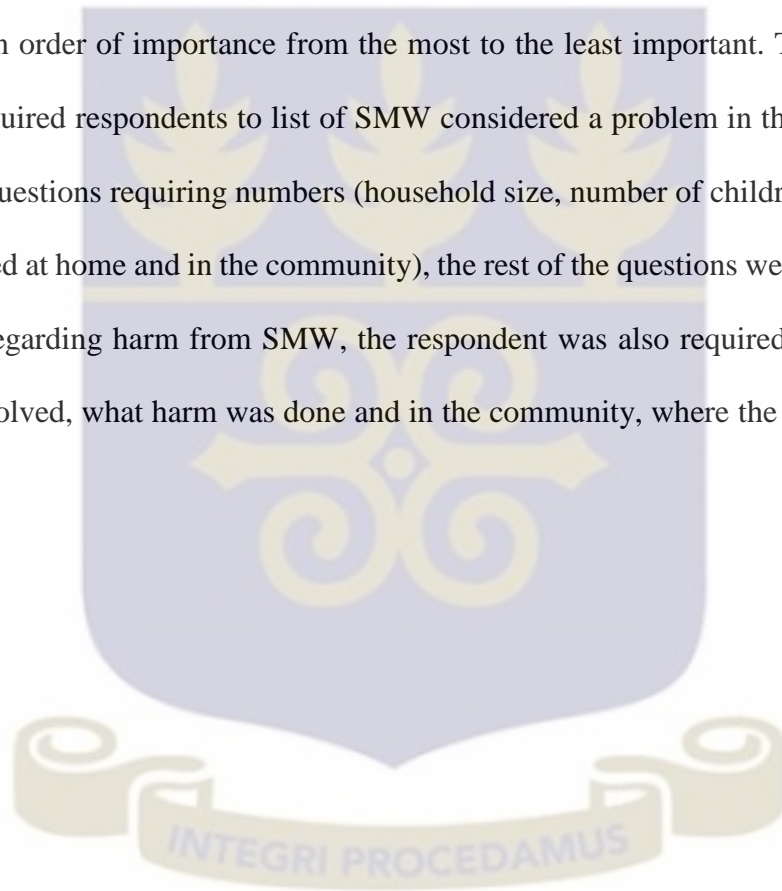 n order of importance from the most to the least important. T
uired respondents to list of SMW considered a problem in th
uestions requiring numbers (household size, number of childr
ed at home and in the community), the rest of the questions we
egarding harm from SMW, the respondent was also required
olved, what harm was done and in the community, where the
INTEGRI PROCEDAMUS